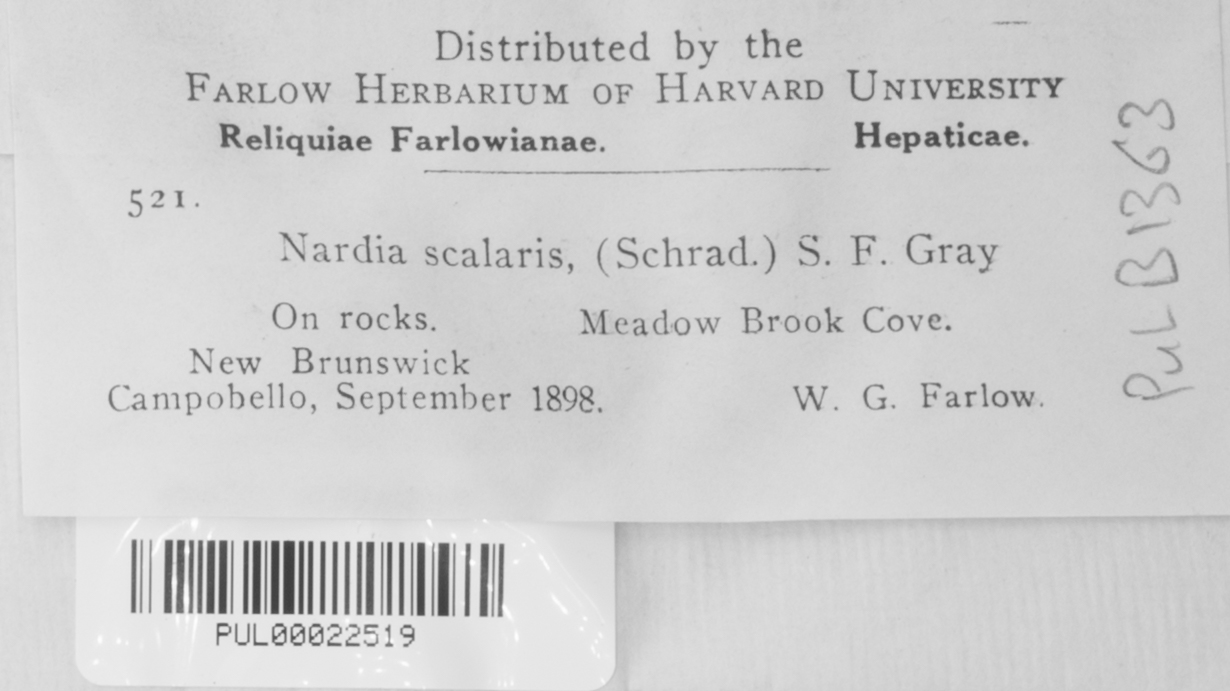 Distributed by the
FARLOW HERBARIUM OF HARVARD UNIVERSITY
Reliquiae Farlowianae. Hepaticae.
521.
Nardia scalaris, (Schrad.) S. F. Gray
On rocks. Meadow Brook Cove.
New Brunswick
Campobello, September 1898. W. G. Farlow.
PUL B1363
PUL00022519